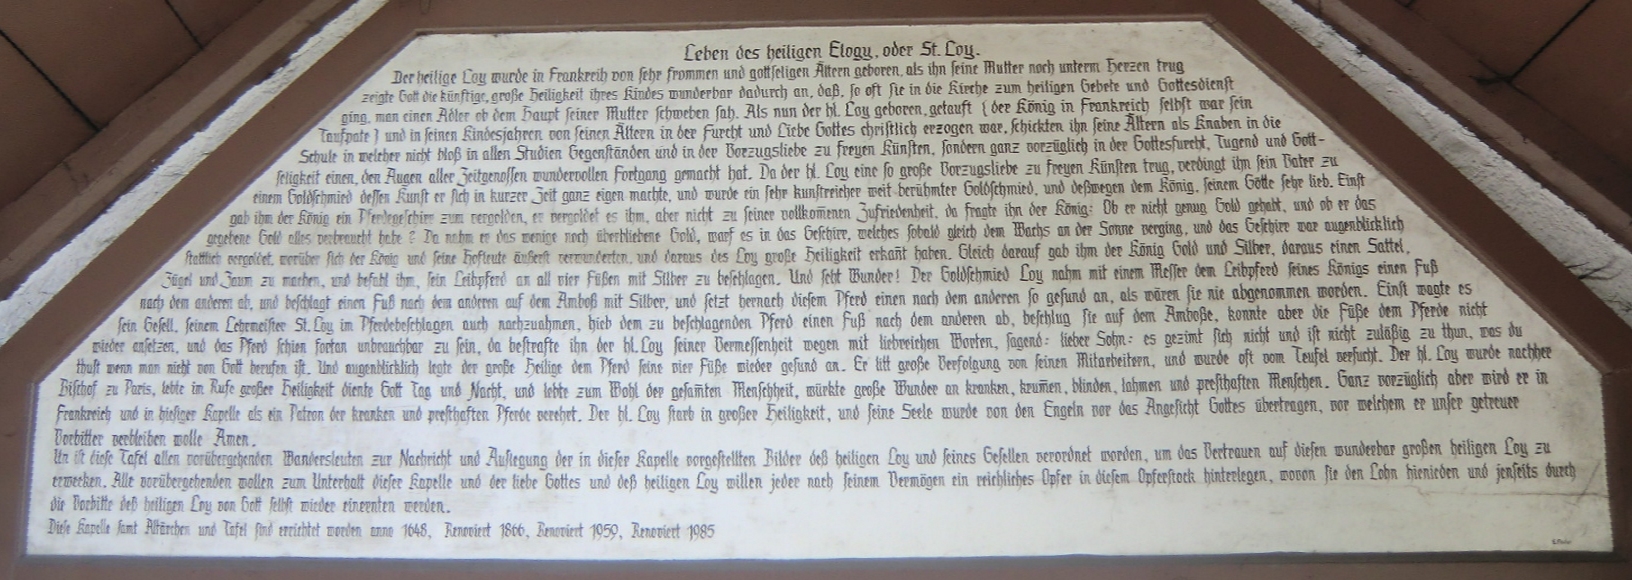 Leben des heiligen Elogy, oder St. Loy.
Der heilige Loy wurde in Frankreih von sehr frommen und gottseligen Ältern geboren, als ihn seine Mutter noch unterm Herzen trug
zeigte Gott die künftige, große Heiligkeit ihres Kindes wunderbar dadurch an, daß, so oft sie in die Kirche zum heiligen Gebete und Gottesdienst
ging, man einen Adler ob dem Haupt seiner Mutter schweben sah. Als nun der hl. Loy geboren, getauft (der König in Frankreich selbst war sein
Taufpate) und in seinen Kindesjahren von seinen Ältern in der Furcht und Liebe Gottes christlich erzogen war, schickten ihn seine Ältern als Knaben in die
Schule in welcher nicht bloß in allen Studien Gegenständen und in der Vorzugsliebe zu freyen Künsten, sondern ganz vorzüglich in der Gottesfurcht, Tugend und Gott-
seligkeit einen, den Augen aller Zeitgenossen wundervollen Fortgang gemacht hat. Da der hl. Loy eine so große Vorzugsliebe zu freyen Künsten trug, verdingt ihm sein Vater zu
einem Goldschmied dessen Kunst er sich in kurzer Zeit ganz eigen machte, und wurde ein sehr kunstreicher weit berühmter Goldschmied, und deßwegen dem König, seinem Götte sehr lieb. Einst
gab ihm der König ein Pferdegeschirr zum vergolden, er vergoldet es ihm, aber nicht zu seiner vollkomenen Zufriedenheit, da fragte ihn der König: Ob er nicht genug Gold gehabt, und ob er das
gegebene Gold alles verbraucht habe? Da nahm er das wenige noch überbliebene Gold, warf es in das Geschirr, welches sobald gleich dem Wachs an der Sonne verging, und das Geschirr war augenblicklich
stattlich vergoldet, worüber sich der König und seine Hofleute äußerst verwunderten, und daraus des Loy große Heiligkeit erkañt haben. Gleich darauf gab ihm der König Gold und Silber, daraus einen Sattel,
Zügel und Zaum zu machen, und befahl ihm, sein Leibpferd an all vier Füßen mit Silber zu beschlagen. Und seht Wunder! Der Goldschmied Loy nahm mit einem Messer dem Leibpferd seines Königs einen Fuß
nach dem anderen ab, und beschlagt einen Fuß nach dem anderen auf dem Amboß mit Silber, und setzt hernach diesem Pferd einen nach dem anderen so gesund an, als wären sie nie abgenommen worden. Einst wagte es
sein Gesell, seinem Lehrmeister St. Loy im Pferdebeschlagen auch nachzuahmen, hieb dem zu beschlagenden Pferd einen Fuß nach dem anderen ab, beschlug sie auf dem Amboße, konnte aber die Füße dem Pferde nicht
wieder ansetzen, und das Pferd schien fortan unbrauchbar zu sein, da bestrafte ihn der hl. Loy seiner Vermessenheit wegen mit liebreichen Worten, sagend: lieber Sohn: es gezimt sich nicht und ist nicht zuläßig, zu thun, was du
thust wenn man nicht von Gott berufen ist. Und augenblicklich legte der große Heilige dem Pferd seine vier Füße wieder gesund an. Er litt große Verfolgung von seinen Mitarbeitern, und wurde oft vom Teufel versucht. Der hl. Loy wurde nachher
Bischof zu Paris, lebte im Rufe großer Heiligkeit diente Gott Tag und Nacht, und lebte zum Wohl der gesamten Menschheit, würkte große Wunder an kranken, krum̄en, blinden, lahmen und presthaften Menschen. Ganz vorzüglich aber wird er in
Frankreich und in hiesiger Kapelle als ein Patron der kranken und presthaften Pferde verehrt. Der hl. Loy starb in großer Heiligkeit, und seine Seele wurde von den Engeln vor das Angesicht Gottes übertragen, vor welchem er unser getreuer
Vorbitter verbleiben wolle Amen.
Un ist diese Tafel allen vorübergehenden Wandersleuten zur Nachricht und Auslegung der in dieser Kapelle vorgestellten Bilder deß heiligen Loy und seines Gesellen verordnet worden, um das Vertrauen auf diesen wunderbar großen heiligen Loy zu
erwecken. Alle vorübergehenden wollen zum Unterhalt dieser Kapelle und der liebe Gottes und deß heiligen Loy willen jeder nach seinem Vermögen ein reichliches Opfer in diesem Opferstock hinterlegen, wovon sie den Lohn hienieden und jenseits durch
die Vorbitte deß heiligen Loy von Gott selbst wieder einernten werden.
Diese Kapelle samt Altärchen und Tafel sind errichtet worden anno 1648, Renoviert 1866, Renoviert 1959, Renoviert 1985